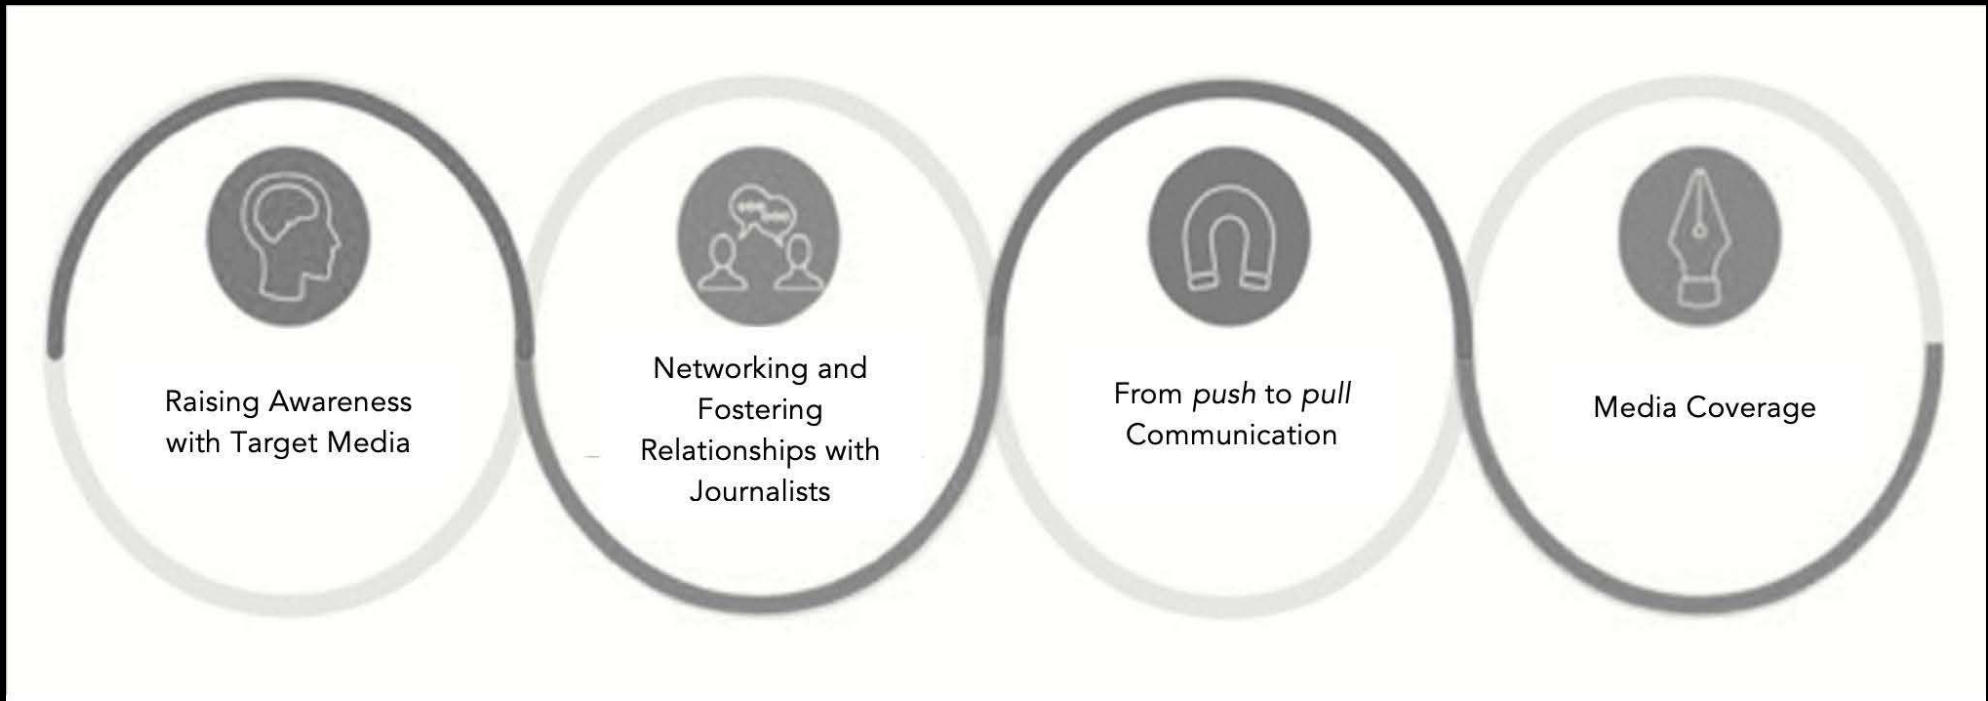 Raising Awareness
with Target Media
Networking and
Fostering
Relationships with
Journalists
From push to pull
Communication
Media Coverage